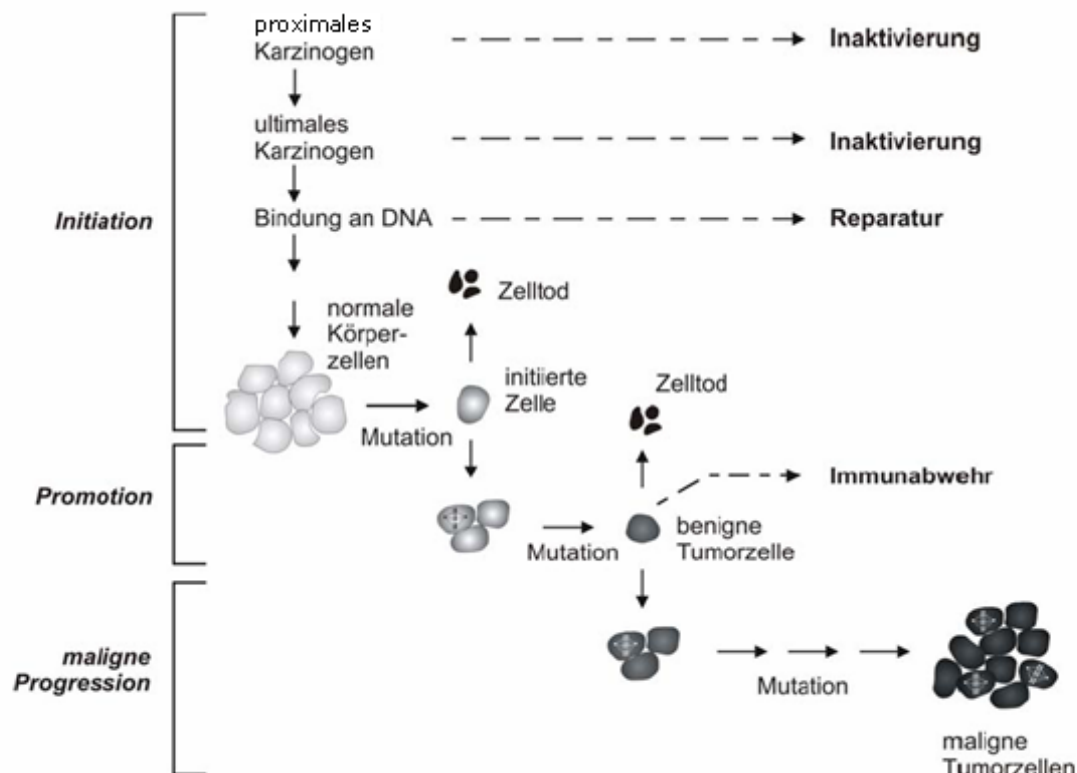 proximales
Karzinogen
Inaktivierung
ultimales
Karzinogen
Inaktivierung
Initiation
Bindung an DNA
Reparatur
Zelltod
normale
Körper-
zellen
initiierte
Zelle
Mutation
Zelltod
Promotion
Immunabwehr
Mutation
benigne
Tumorzelle
maligne
Progression
Mutation
maligne
Tumorzellen